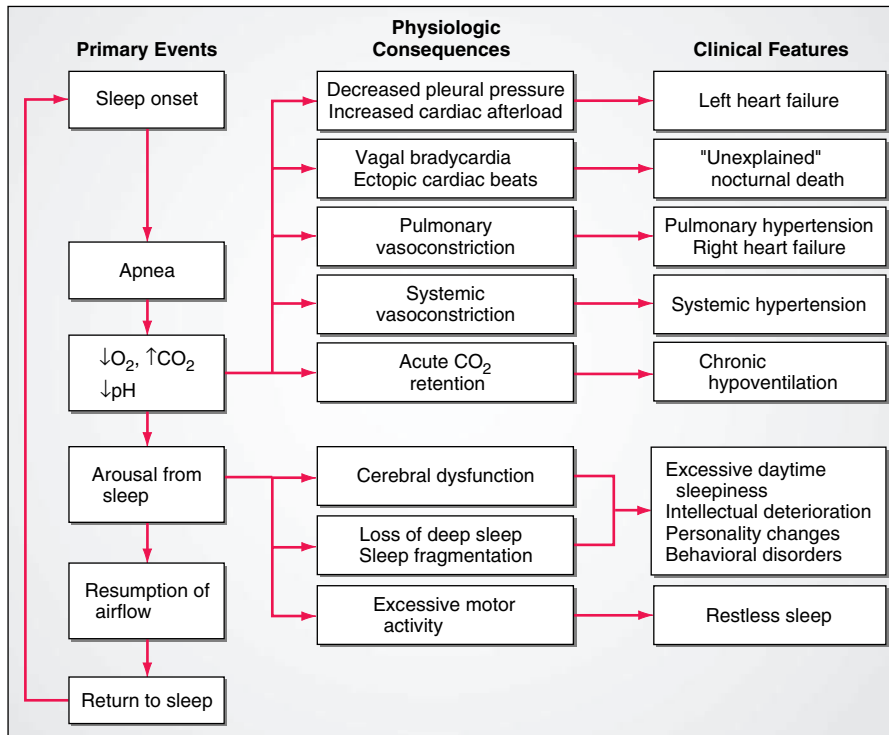 Primary Events
Physiologic
Consequences
Clinical Features
Sleep onset
Apnea
↓O₂, ↑CO₂
↓pH
Arousal from
sleep
Resumption of
airflow
Return to sleep
Decreased pleural pressure
Increased cardiac afterload
Vagal bradycardia
Ectopic cardiac beats
Pulmonary
vasoconstriction
Systemic
vasoconstriction
Acute CO₂
retention
Cerebral dysfunction
Loss of deep sleep
Sleep fragmentation
Excessive motor
activity
Left heart failure
"Unexplained"
nocturnal death
Pulmonary hypertension
Right heart failure
Systemic hypertension
Chronic
hypoventilation
Excessive daytime
sleepiness
Intellectual deterioration
Personality changes
Behavioral disorders
Restless sleep